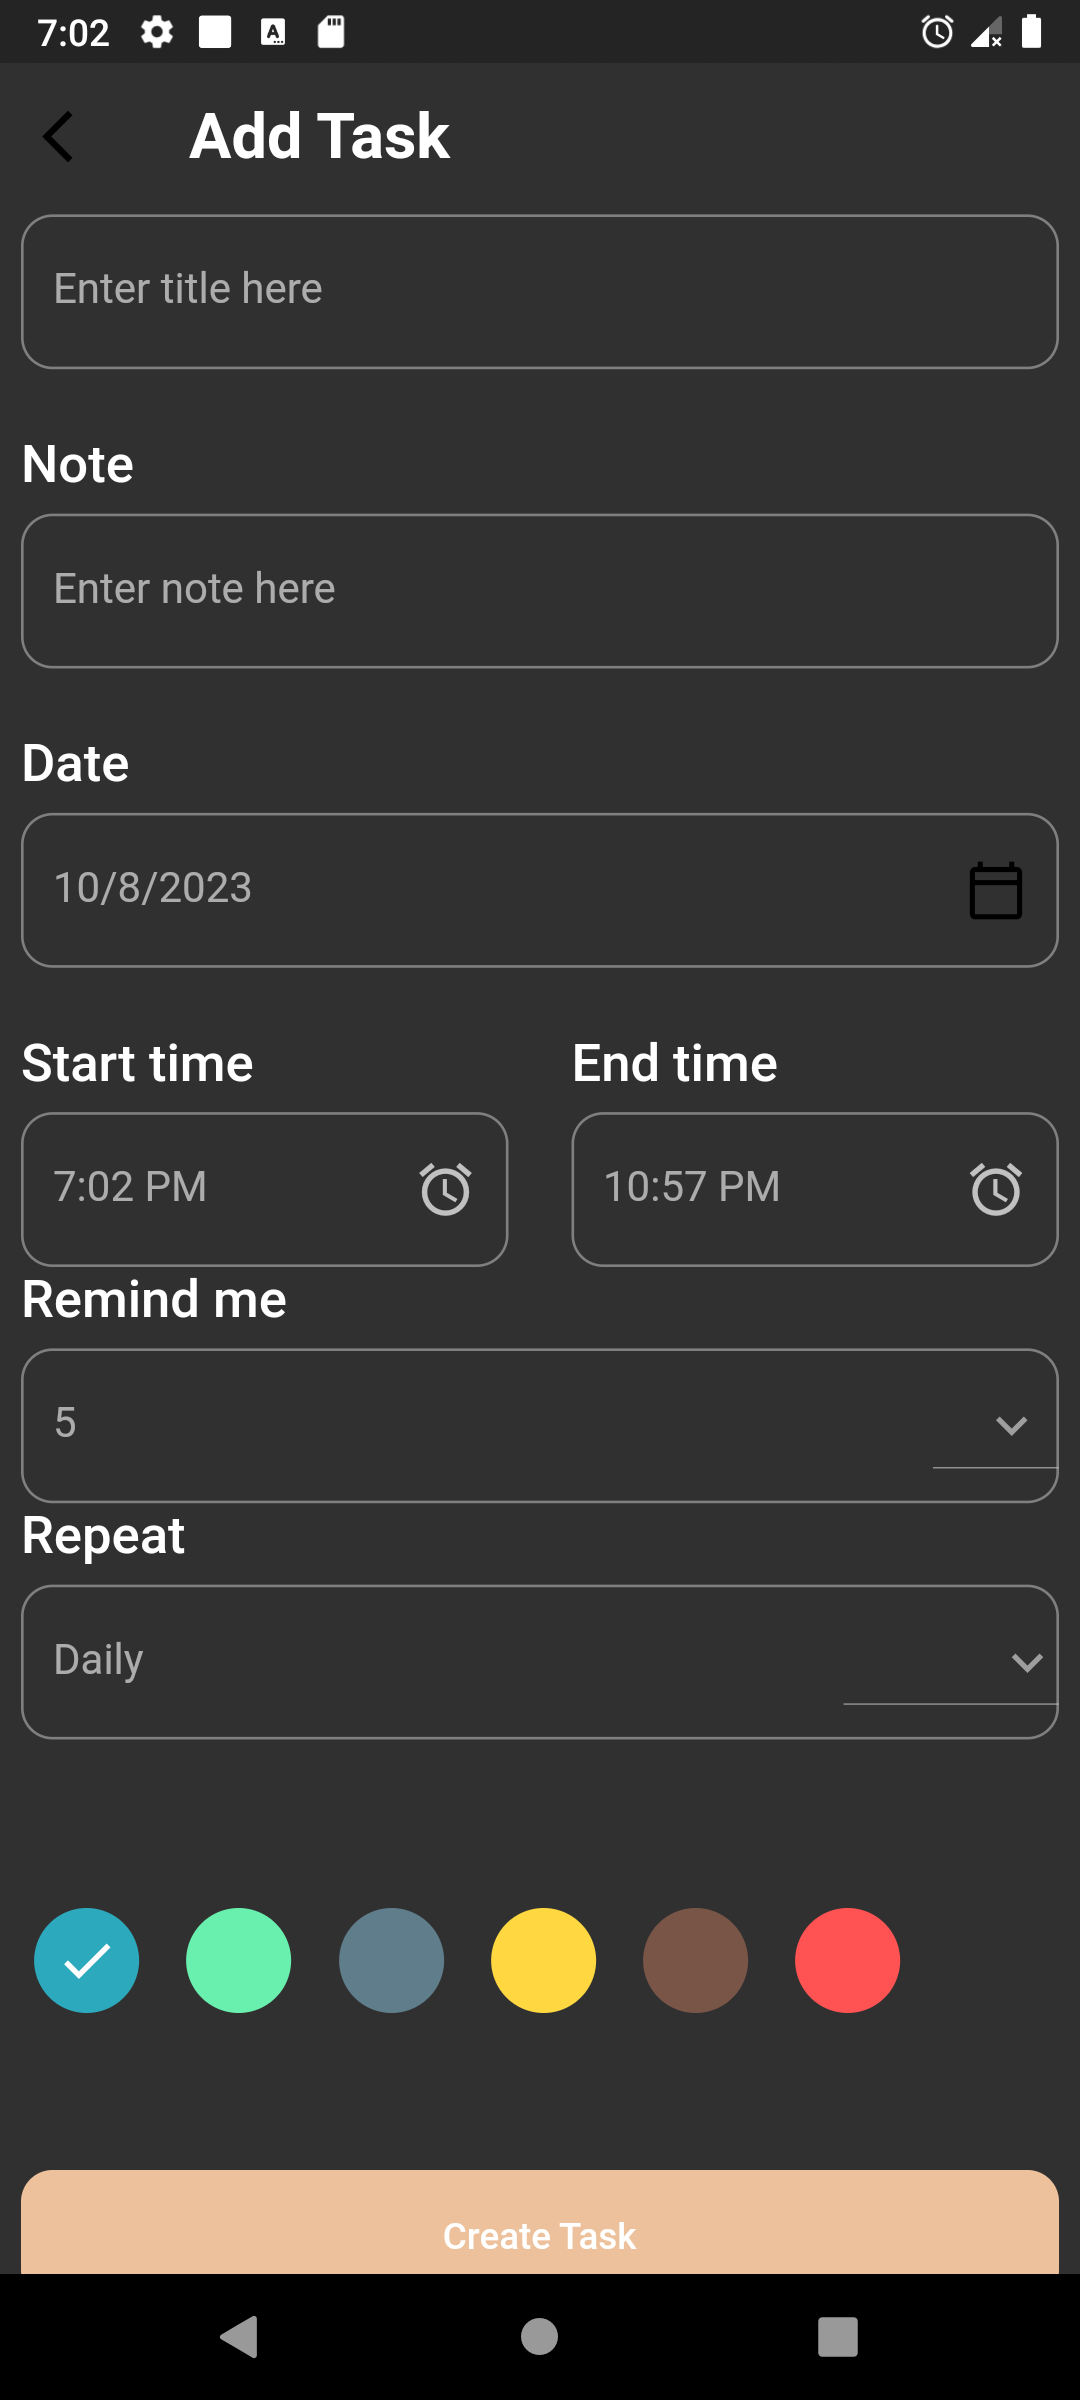 7:02
Add Task
Enter title here
Note
Enter note here
Date
10/8/2023
Start time
End time
7:02 PM
10:57 PM
Remind me
5
Repeat
Daily
Create Task